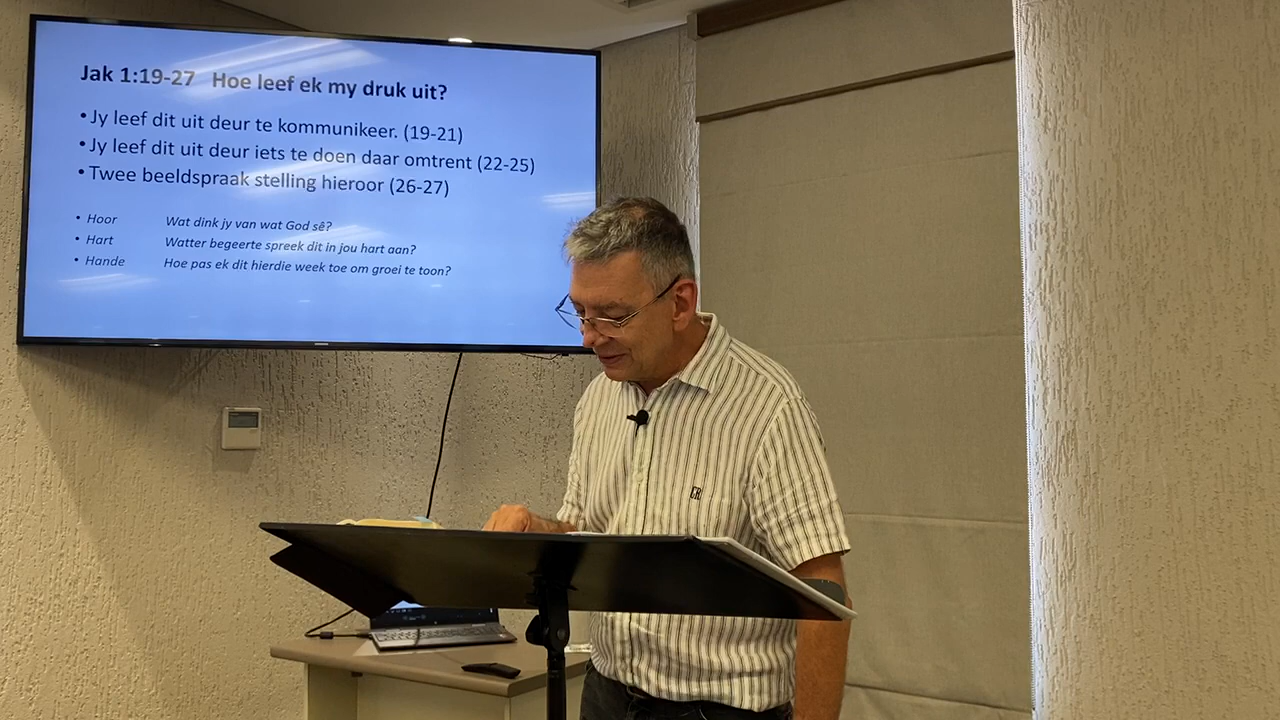 Jak 1:19-27 Hoe leef ek my druk uit?
• Jy leef dit uit deur te kommunikeer. (19-21)
• Jy leef dit uit deur iets te doen daar omtrent (22-25)
• Twee beeldspraak stelling hieroor (26-27)
• Hoor Wat dink jy van wat God sê?
• Hart Watter begeerte spreek dit in jou hart aan?
• Hande Hoe pas ek dit hierdie week toe om groei te toon?